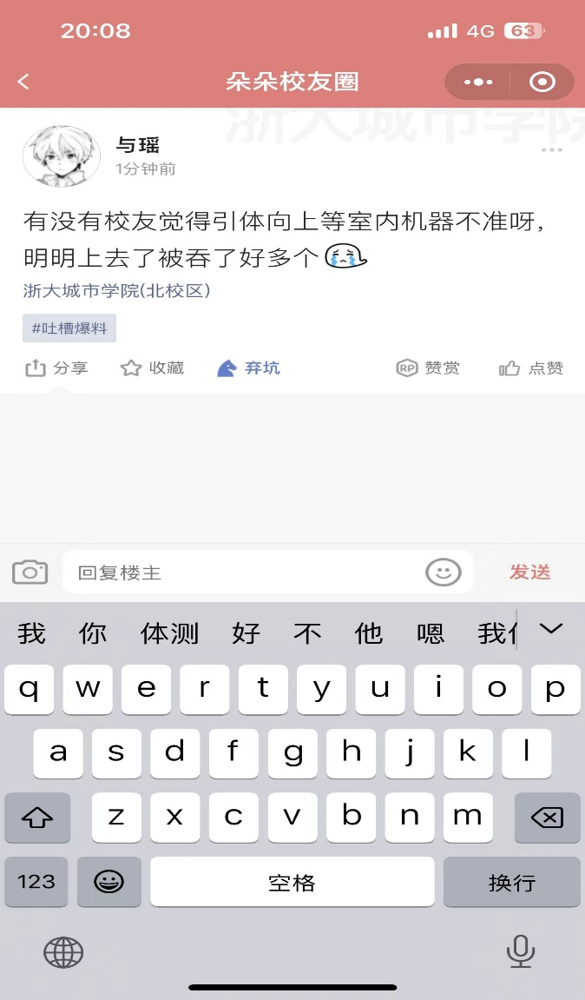 20:08
4G 63
朵朵校友圈
浙大城市学院
与瑶
1分钟前
有没有校友觉得引体向上等室内机器不准呀,
明明上去了被吞了好多个
浙大城市学院(北校区)
#吐槽爆料
分享 收藏 弃坑 RP 赞赏 点赞
回复楼主 发送
我 你 体测 好 不 他 嗯 我
q w e r t y u i o p
a s d f g h j k l
z x c v b n m
123 空格 换行